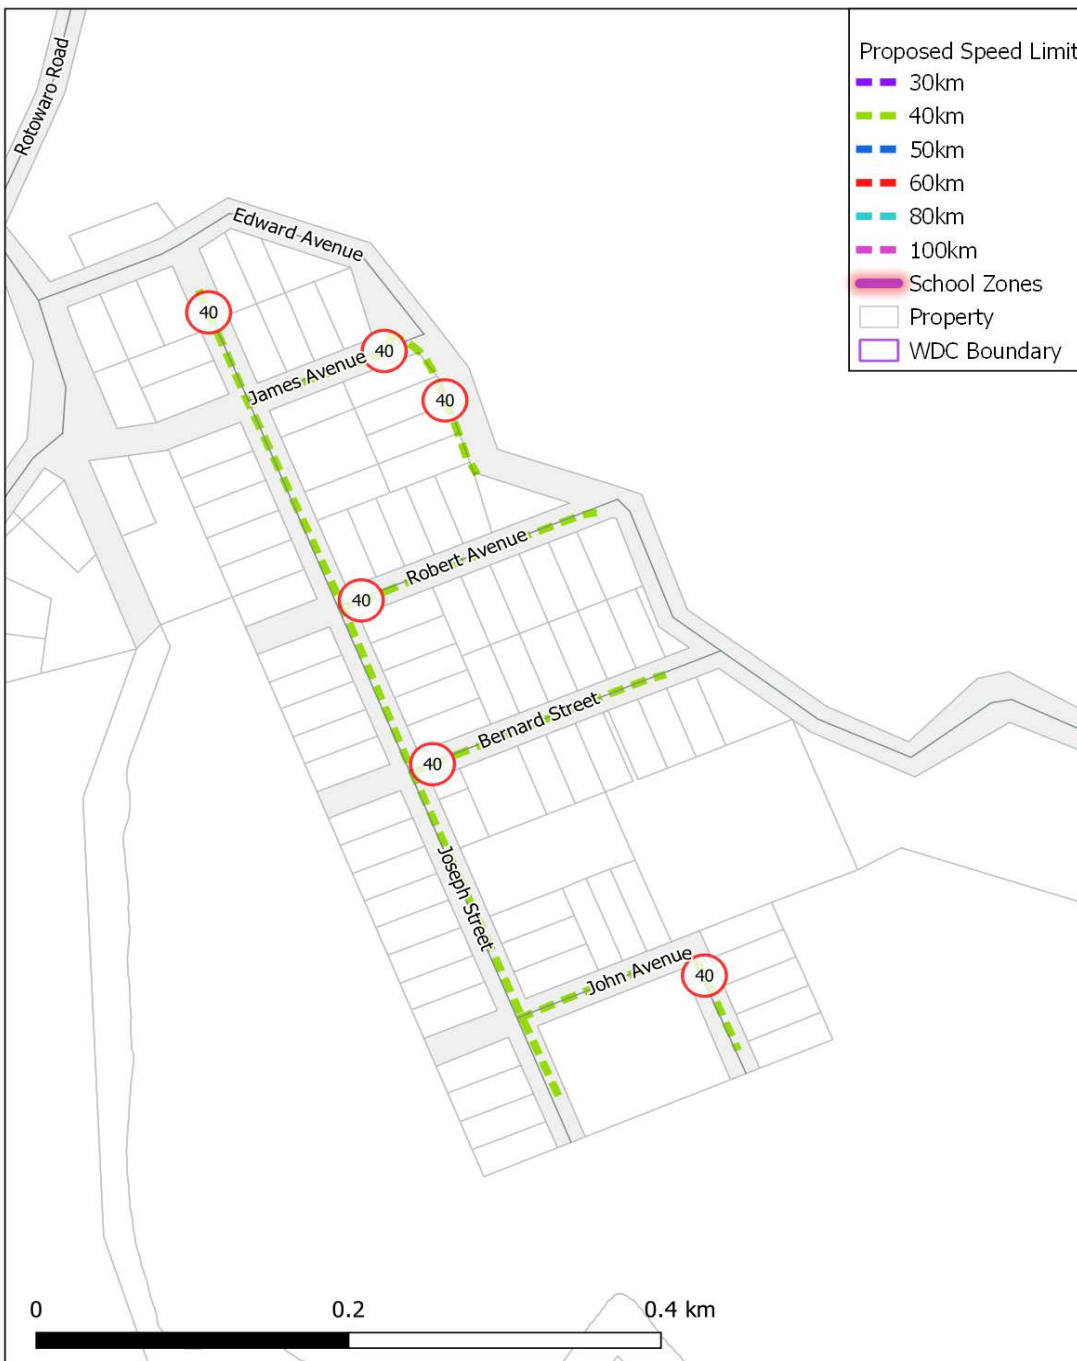 Proposed Speed Limit
30km
40km
50km
60km
80km
100km
School Zones
Property
WDC Boundary
Rotowaro Road
Edward Avenue
40
James Avenue
40
40
Robert Avenue
40
Bernard Street
40
Joseph Street
John Avenue
40
0 0.2 0.4 km